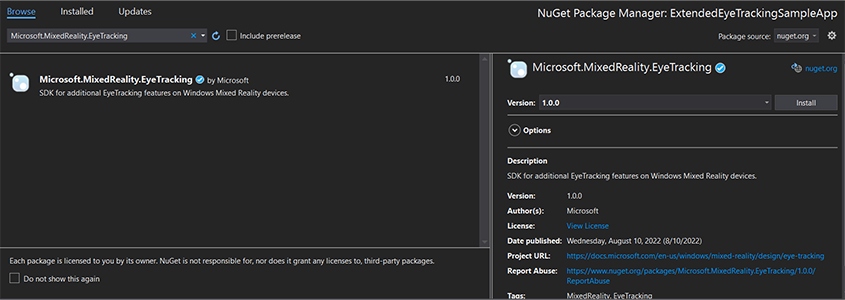 Browse Installed Updates
NuGet Package Manager: ExtendedEyeTrackingSampleApp
Microsoft.MixedReality.EyeTracking
Include prerelease
Package source: nuget.org
Microsoft.MixedReality.EyeTracking by Microsoft
1.0.0
SDK for additional EyeTracking features on Windows Mixed Reality devices.
Each package is licensed to you by its owner. NuGet is not responsible for, nor does it grant any licenses to, third-party packages.
Do not show this again
Microsoft.MixedReality.EyeTracking
nuget.org
Version: 1.0.0
Install
Options
Description
SDK for additional EyeTracking features on Windows Mixed Reality devices.
Version: 1.0.0
Author(s): Microsoft
License: View License
Date published: Wednesday, August 10, 2022 (8/10/2022)
Project URL: https://docs.microsoft.com/en-us/windows/mixed-reality/design/eye-tracking
Report Abuse: https://www.nuget.org/packages/Microsoft.MixedReality.EyeTracking/1.0.0/
ReportAbuse
Tags: MixedReality, EyeTracking